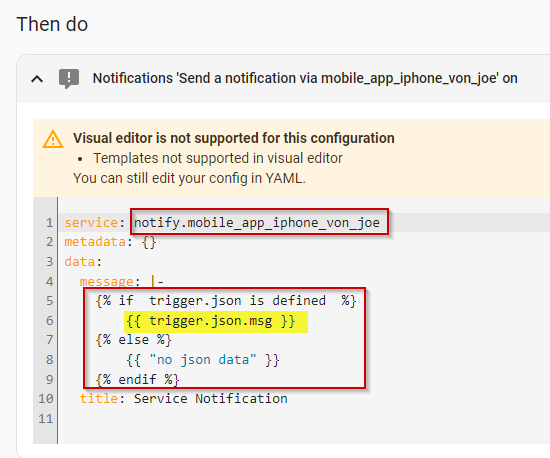 Then do
Notifications 'Send a notification via mobile_app_iphone_von_joe' on
Visual editor is not supported for this configuration
• Templates not supported in visual editor
You can still edit your config in YAML.
1 service: notify.mobile_app_iphone_von_joe
2 metadata: {}
3 data:
4   message: |-
5     {% if  trigger.json is defined  %}
6         {{ trigger.json.msg }}
7     {% else %}
8         {{ "no json data" }}
9     {% endif %}
10   title: Service Notification
11